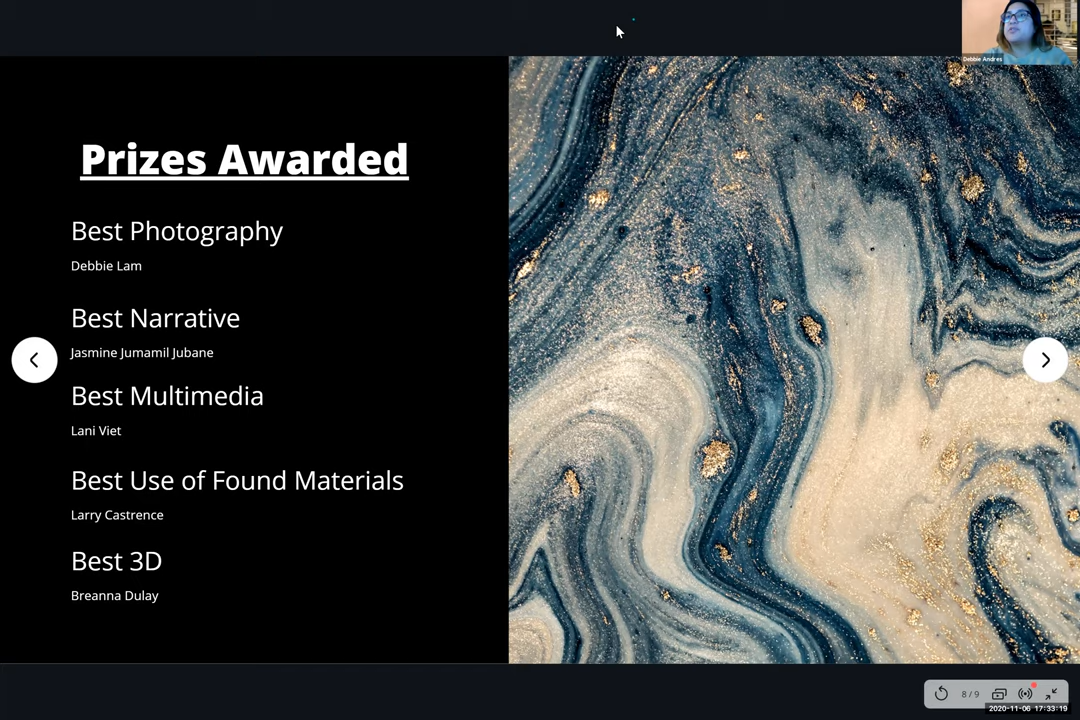 Debbie Andres
Prizes Awarded
Best Photography
Debbie Lam
Best Narrative
Jasmine Jumamil Jubane
Best Multimedia
Lani Viet
Best Use of Found Materials
Larry Castrence
Best 3D
Breanna Dulay
8 / 9
2020-11-06 17:33:19